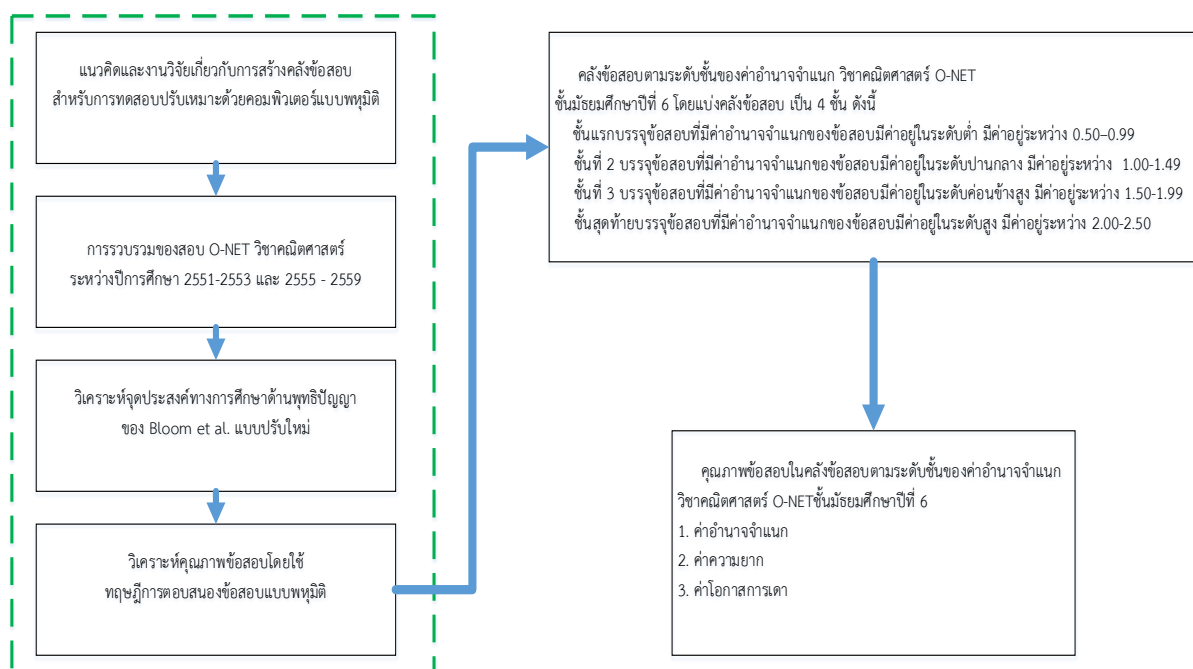 แนวคิดและงานวิจัยเกี่ยวกับการสร้างคลังข้อสอบ
สำหรับการทดสอบปรับเหมาะด้วยคอมพิวเตอร์แบบพหุมิติ
การรวบรวมของสอบ O-NET วิชาคณิตศาสตร์
ระหว่างปีการศึกษา 2551-2553 และ 2555 - 2559
วิเคราะห์จุดประสงค์ทางการศึกษาด้านพุทธิปัญญา
ของ Bloom et al. แบบปรับใหม่
วิเคราะห์คุณภาพข้อสอบโดยใช้
ทฤษฎีการตอบสนองข้อสอบแบบพหุมิติ
คลังข้อสอบตามระดับชั้นของค่าอำนาจจำแนก วิชาคณิตศาสตร์ O-NET
ชั้นมัธยมศึกษาปีที่ 6 โดยแบ่งคลังข้อสอบ เป็น 4 ชั้น ดังนี้
ชั้นแรกบรรจุข้อสอบที่มีค่าอำนาจจำแนกของข้อสอบมีค่าอยู่ในระดับต่ำ มีค่าอยู่ระหว่าง 0.50–0.99
ชั้นที่ 2 บรรจุข้อสอบที่มีค่าอำนาจจำแนกของข้อสอบมีค่าอยู่ในระดับปานกลาง มีค่าอยู่ระหว่าง 1.00-1.49
ชั้นที่ 3 บรรจุข้อสอบที่มีค่าอำนาจจำแนกของข้อสอบมีค่าอยู่ในระดับค่อนข้างสูง มีค่าอยู่ระหว่าง 1.50-1.99
ชั้นสุดท้ายบรรจุข้อสอบที่มีค่าอำนาจจำแนกของข้อสอบมีค่าอยู่ในระดับสูง มีค่าอยู่ระหว่าง 2.00-2.50
คุณภาพข้อสอบในคลังข้อสอบตามระดับชั้นของค่าอำนาจจำแนก
วิชาคณิตศาสตร์ O-NETชั้นมัธยมศึกษาปีที่ 6
1. ค่าอำนาจจำแนก
2. ค่าความยาก
3. ค่าโอกาสการเดา